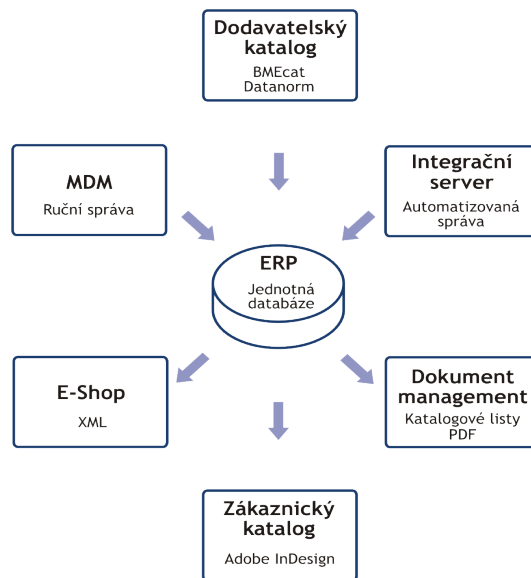 Dodavatelský
katalog
BMEcat
Datanorm
MDM
Ruční správa
Integrační
server
Automatizovaná
správa
ERP
Jednotná
databáze
E-Shop
XML
Dokument
management
Katalogové listy
PDF
Zákaznický
katalog
Adobe InDesign